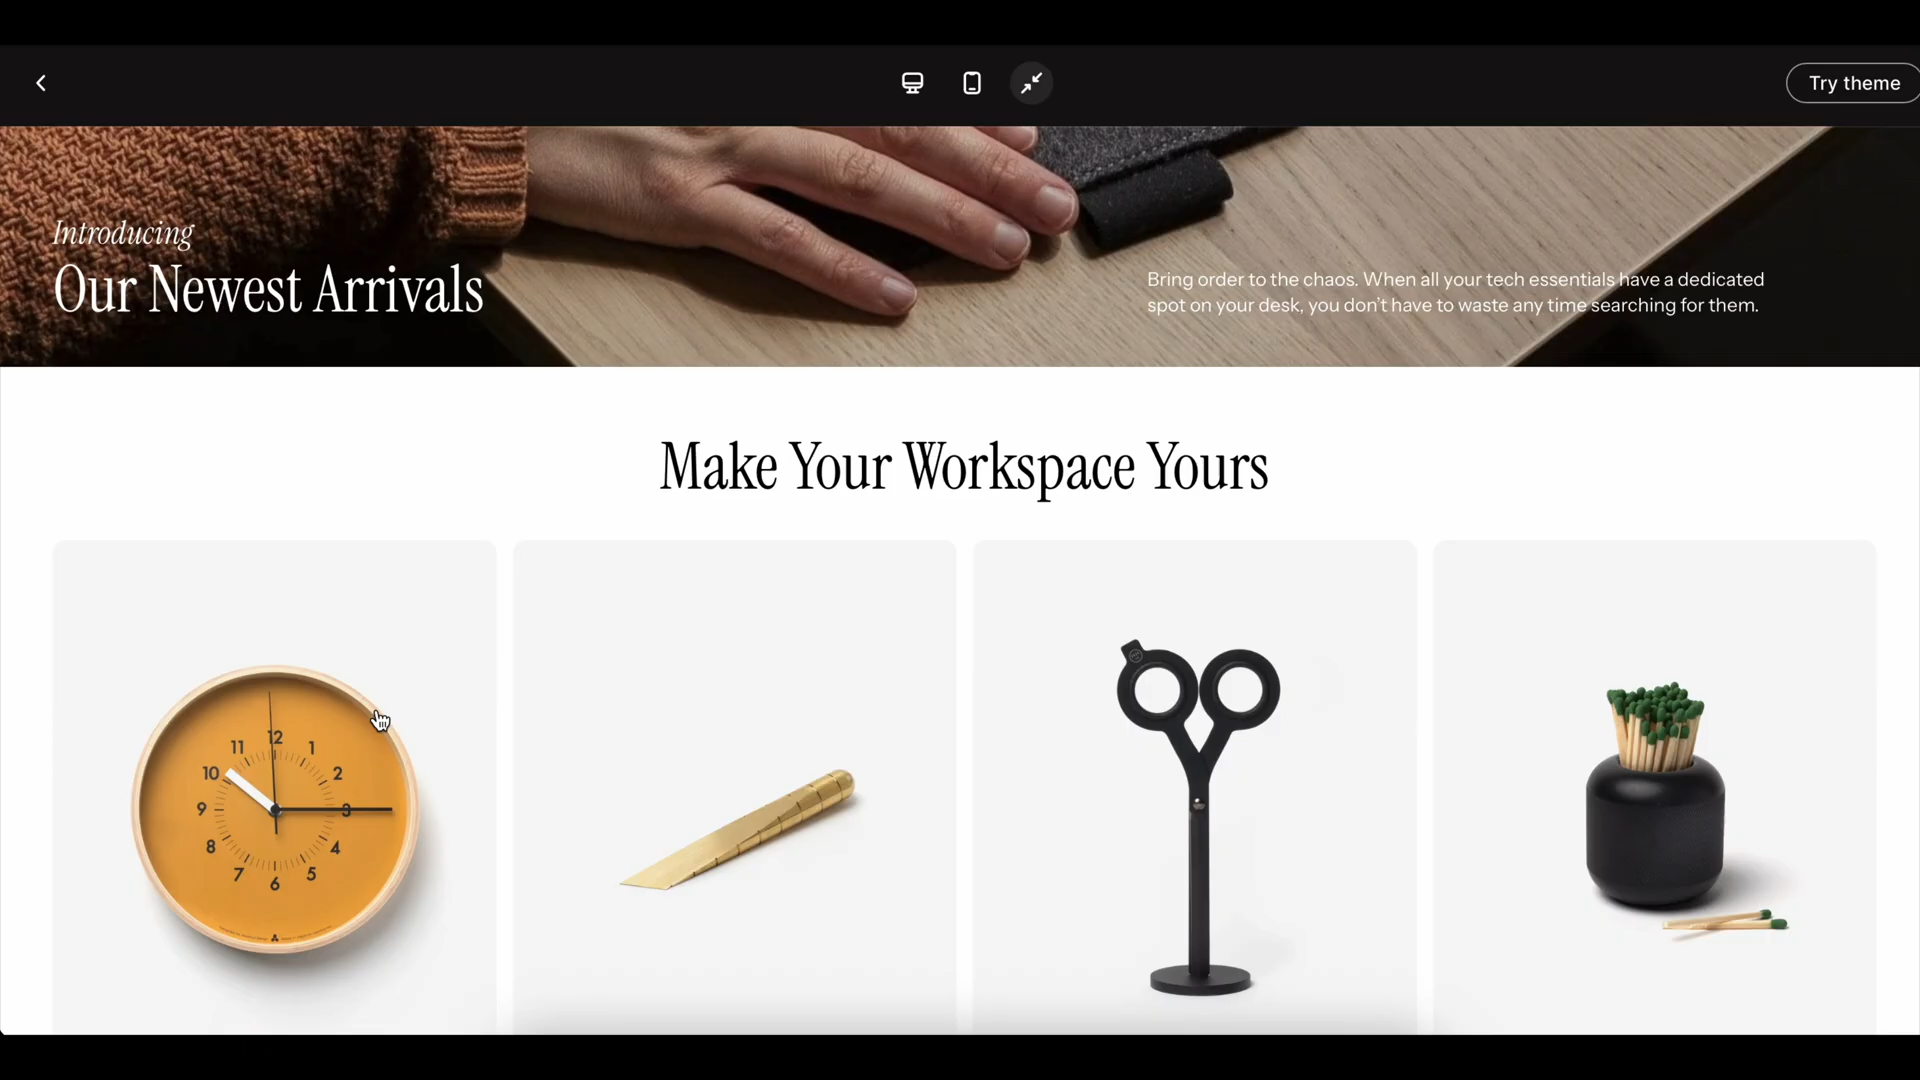 Try theme
Introducing
Our Newest Arrivals
Bring order to the chaos. When all your tech essentials have a dedicated
spot on your desk, you don't have to waste any time searching for them.
Make Your Workspace Yours
12
11 1
10 2
9 3
8 4
7 5
6